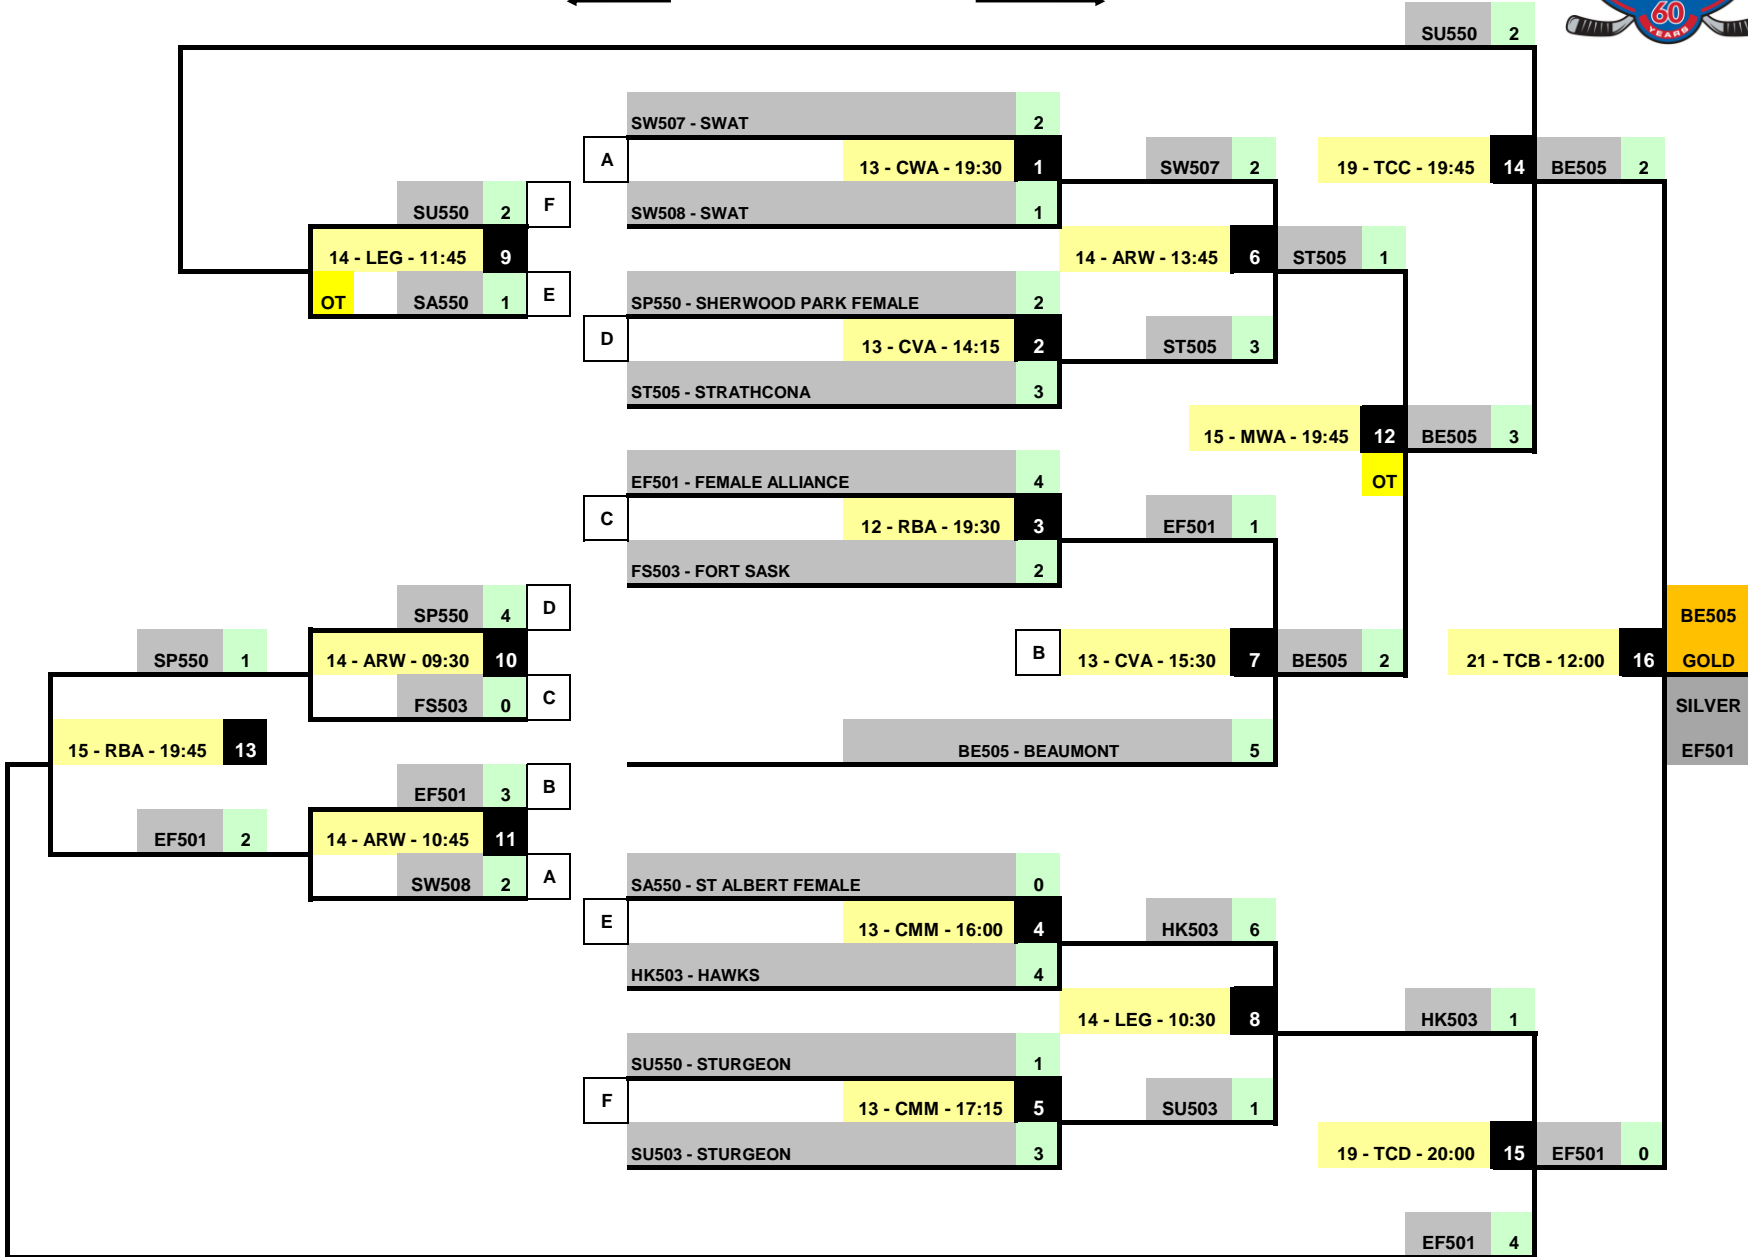 SU550 2
60
YEARS
SW507 - SWAT 2
A 13 - CWA - 19:30 1 SW507 2 19 - TCC - 19:45 14 BE505 2
SU550 2 F SW508 - SWAT 1
14 - LEG - 11:45 9 14 - ARW - 13:45 6 ST505 1
OT SA550 1 E SP550 - SHERWOOD PARK FEMALE 2
D 13 - CVA - 14:15 2 ST505 3
ST505 - STRATHCONA 3
15 - MWA - 19:45 12 BE505 3
EF501 - FEMALE ALLIANCE 4 OT
C 12 - RBA - 19:30 3 EF501 1
FS503 - FORT SASK 2
SP550 4 D BE505
SP550 1 14 - ARW - 09:30 10 B 13 - CVA - 15:30 7 BE505 2 21 - TCB - 12:00 16 GOLD
FS503 0 C SILVER
15 - RBA - 19:45 13 BE505 - BEAUMONT 5 EF501
EF501 3 B
EF501 2 14 - ARW - 10:45 11
SW508 2 A SA550 - ST ALBERT FEMALE 0
E 13 - CMM - 16:00 4 HK503 6
HK503 - HAWKS 4
14 - LEG - 10:30 8 HK503 1
SU550 - STURGEON 1
F 13 - CMM - 17:15 5 SU503 1
SU503 - STURGEON 3 19 - TCD - 20:00 15 EF501 0
EF501 4